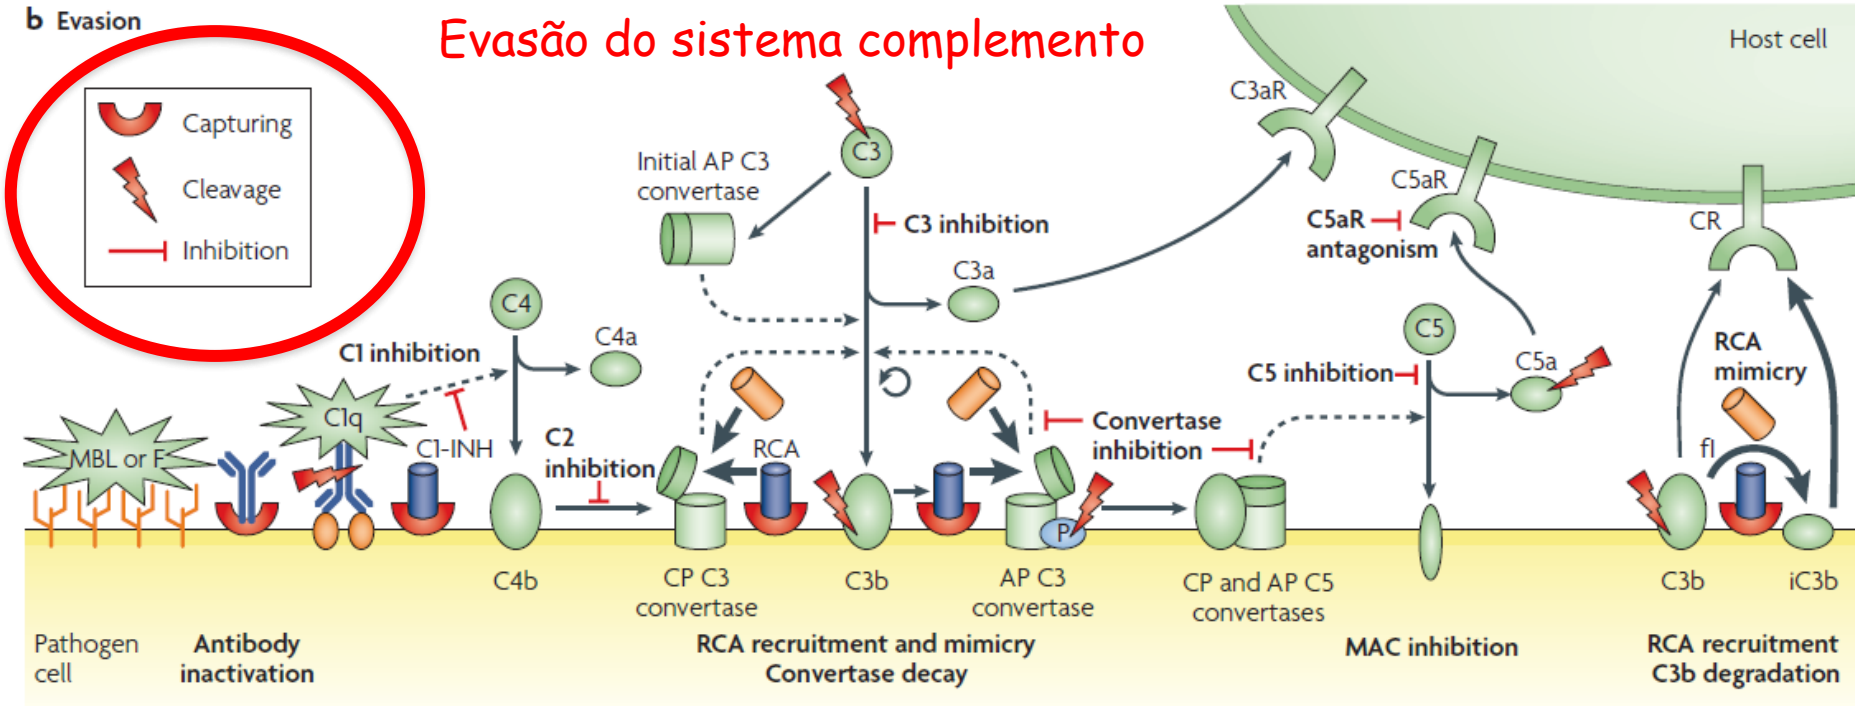 b Evasion
Evasão do sistema complemento
Host cell
Capturing
Cleavage
Inhibition
C3aR
C3
Initial AP C3
convertase
C5aR
C5aR
antagonism
CR
C3 inhibition
C3a
C4
C4a
C1 inhibition
C5
C5a
C5 inhibition
RCA
mimicry
C1q
C1-INH
MBL or F
C2
inhibition
RCA
Convertase
inhibition
fI
P
C4b
CP C3
convertase
C3b
AP C3
convertase
CP and AP C5
convertases
C3b
iC3b
Pathogen
cell
Antibody
inactivation
RCA recruitment and mimicry
Convertase decay
MAC inhibition
RCA recruitment
C3b degradation